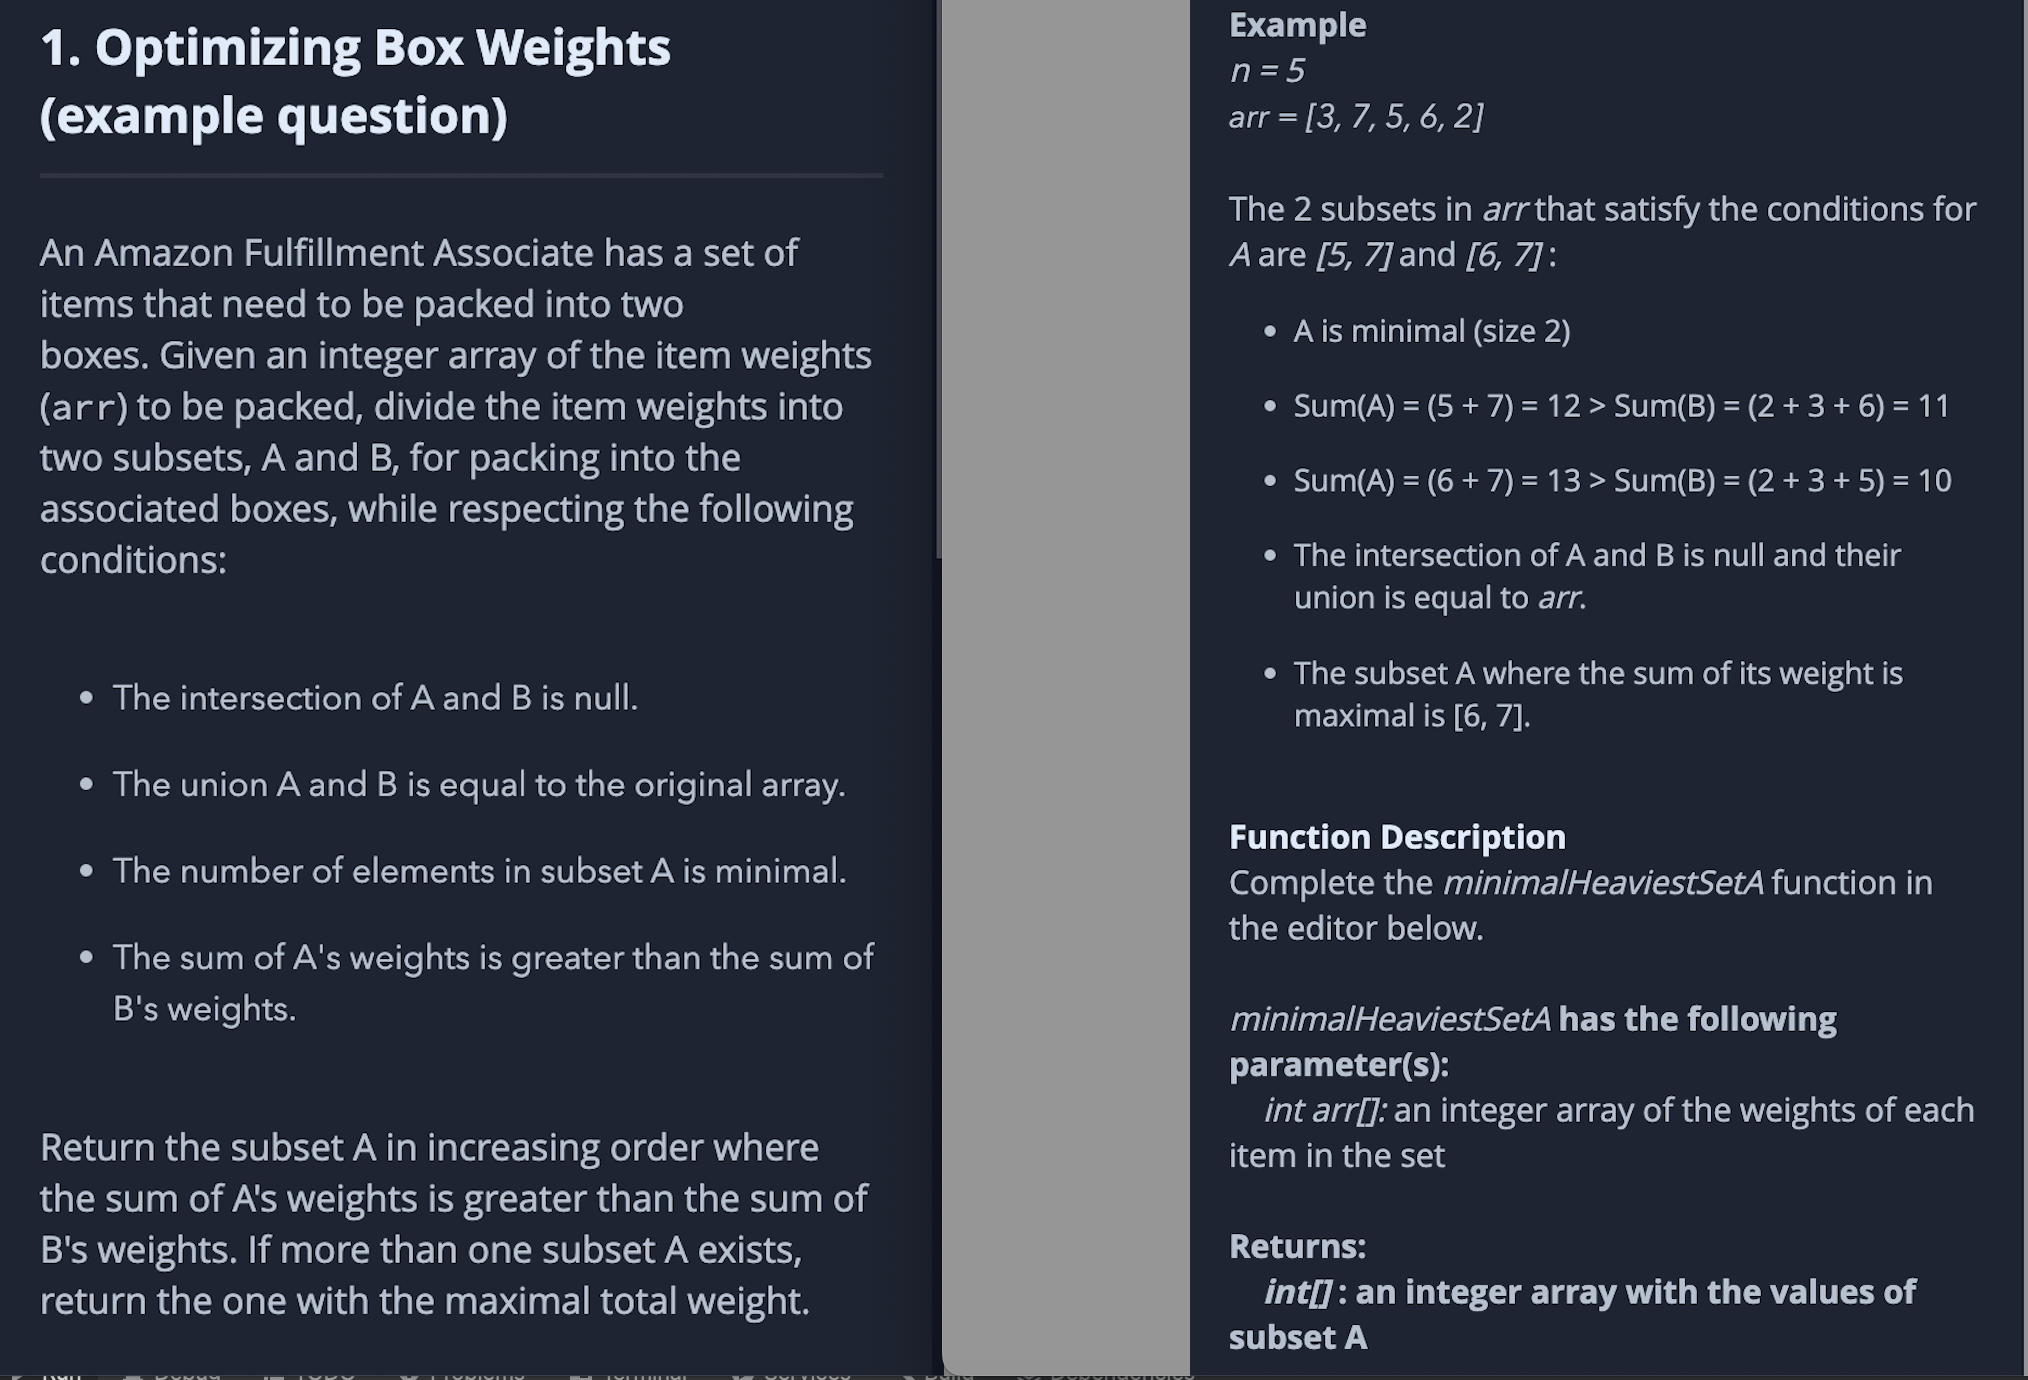 1. Optimizing Box Weights
(example question)
An Amazon Fulfillment Associate has a set of
items that need to be packed into two
boxes. Given an integer array of the item weights
(arr) to be packed, divide the item weights into
two subsets, A and B, for packing into the
associated boxes, while respecting the following
conditions:
• The intersection of A and B is null.
• The union A and B is equal to the original array.
• The number of elements in subset A is minimal.
• The sum of A's weights is greater than the sum of
B's weights.
Return the subset A in increasing order where
the sum of A's weights is greater than the sum of
B's weights. If more than one subset A exists,
return the one with the maximal total weight.
Example
n = 5
arr = [3, 7, 5, 6, 2]
The 2 subsets in arr that satisfy the conditions for
A are [5, 7] and [6, 7] :
• A is minimal (size 2)
• Sum(A) = (5 + 7) = 12 > Sum(B) = (2 + 3 + 6) = 11
• Sum(A) = (6 + 7) = 13 > Sum(B) = (2 + 3 + 5) = 10
• The intersection of A and B is null and their
union is equal to arr.
• The subset A where the sum of its weight is
maximal is [6, 7].
Function Description
Complete the minimalHeaviestSetA function in
the editor below.
minimalHeaviestSetA has the following
parameter(s):
int arr[]: an integer array of the weights of each
item in the set
Returns:
int[] : an integer array with the values of
subset A
Run Debug TODO Problems Terminal Services Build Dependencies